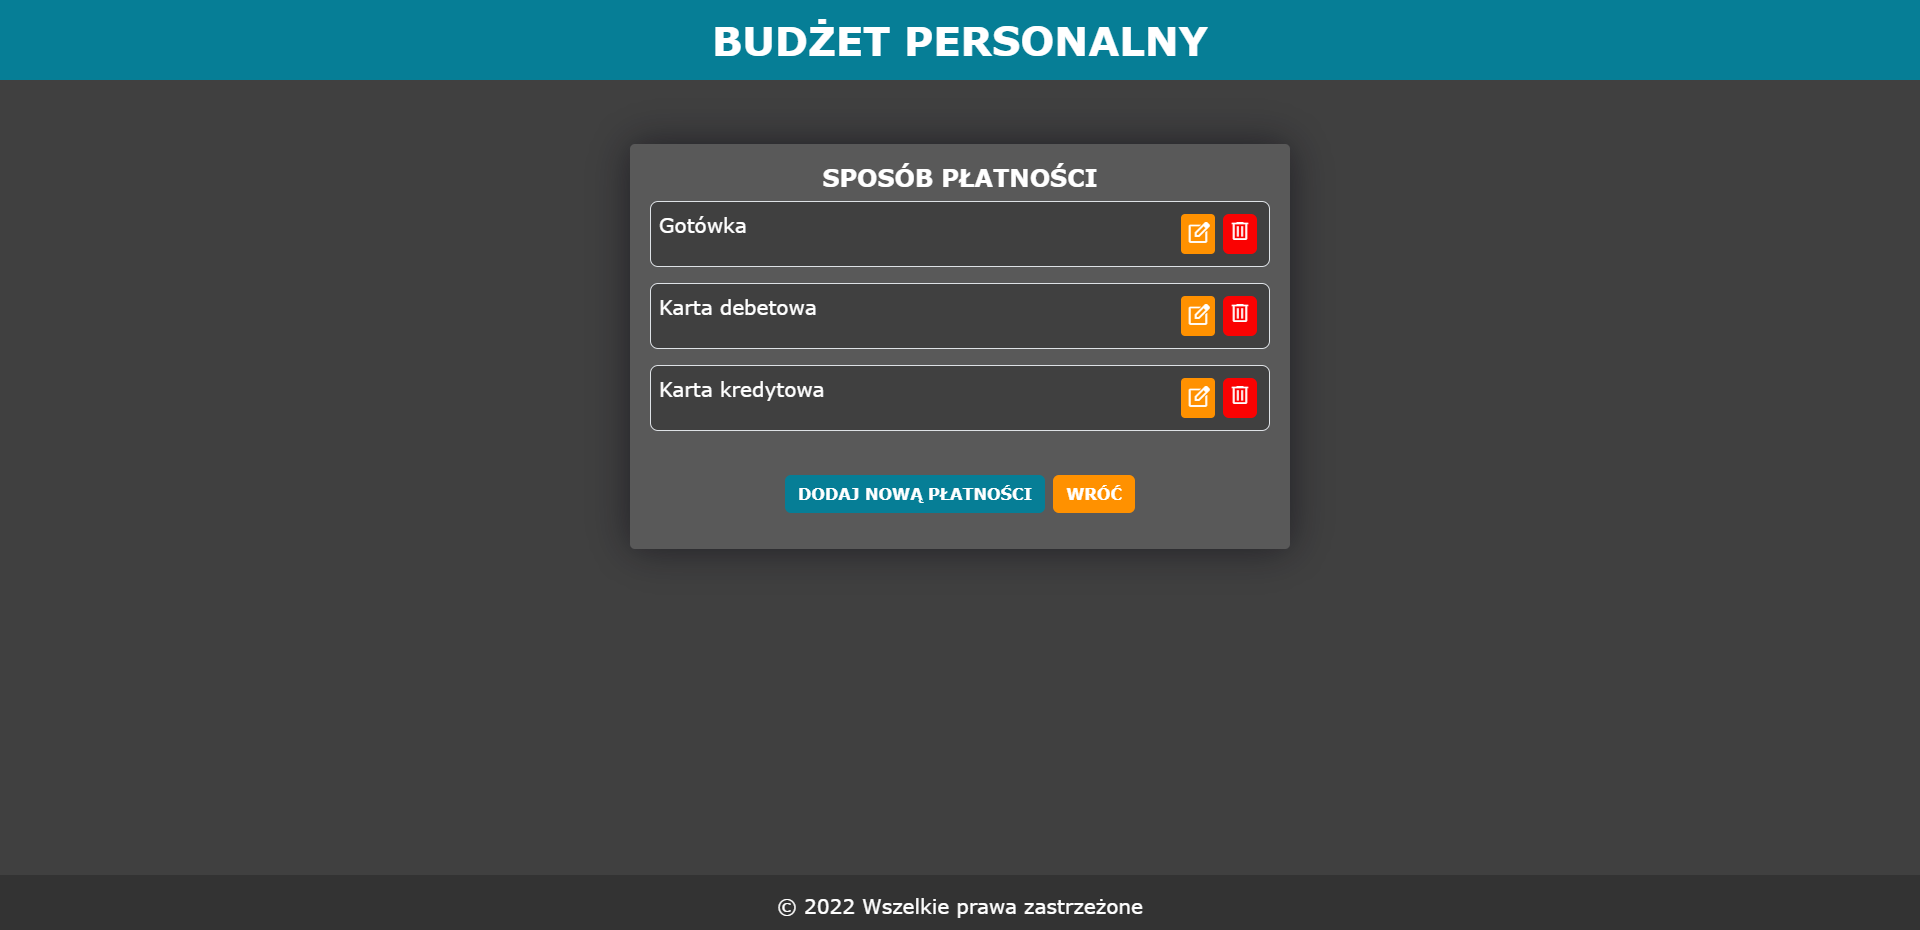 BUDŻET PERSONALNY
SPOSÓB PŁATNOŚCI
Gotówka
Karta debetowa
Karta kredytowa
DODAJ NOWĄ PŁATNOŚCI WRÓĆ
© 2022 Wszelkie prawa zastrzeżone